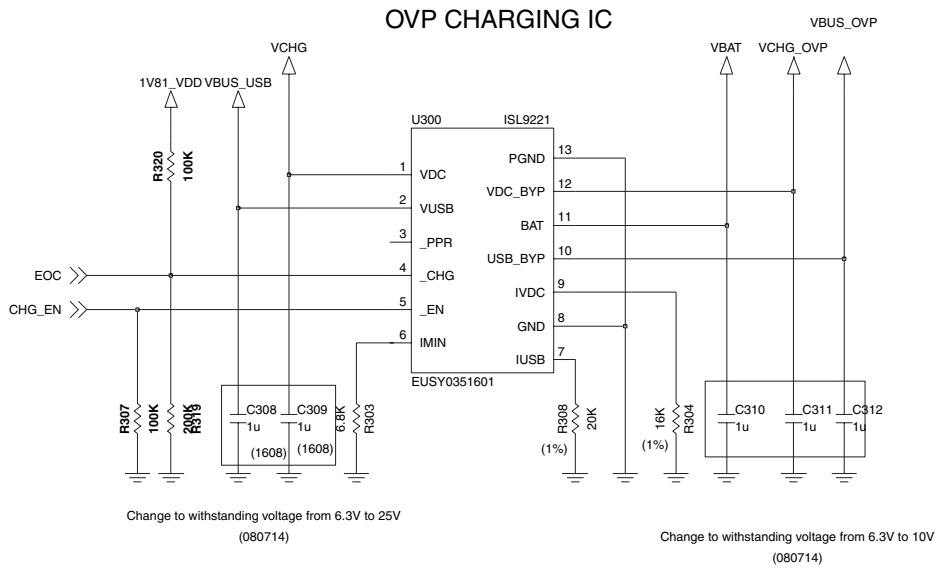 OVP CHARGING IC
VBUS_OVP
VCHG
VBAT
VCHG_OVP
1V81_VDD
VBUS_USB
U300
ISL9221
R320
100K
1
VDC
2
VUSB
3
_PPR
4
_CHG
5
_EN
6
IMIN
PGND
13
VDC_BYP
12
BAT
11
USB_BYP
10
IVDC
9
GND
8
IUSB
7
EOC
CHG_EN
EUSY0351601
R307
100K
200K
R319
C308
1u
(1608)
C309
1u
(1608)
6.8K
R303
R308
20K
(1%)
16K
R304
(1%)
C310
1u
C311
1u
C312
1u
Change to withstanding voltage from 6.3V to 25V
(080714)
Change to withstanding voltage from 6.3V to 10V
(080714)